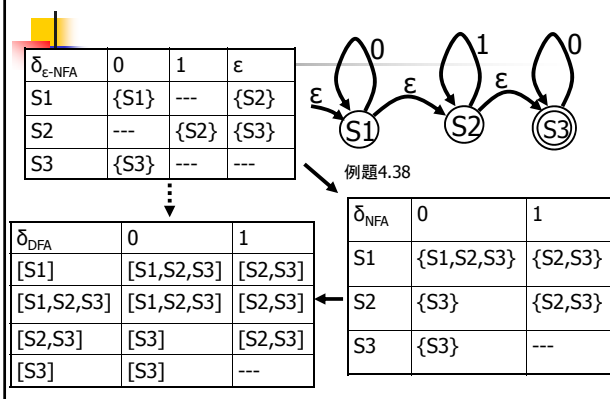 δε-NFA 0 1 ε
S1 {S1} --- {S2}
S2 --- {S2} {S3}
S3 {S3} --- ---
0 1 0
ε ε ε
S1 S2 S3
例題4.38
δNFA 0 1
S1 {S1,S2,S3} {S2,S3}
S2 {S3} {S2,S3}
S3 {S3} ---
δDFA 0 1
[S1] [S1,S2,S3] [S2,S3]
[S1,S2,S3] [S1,S2,S3] [S2,S3]
[S2,S3] [S3] [S2,S3]
[S3] [S3] ---